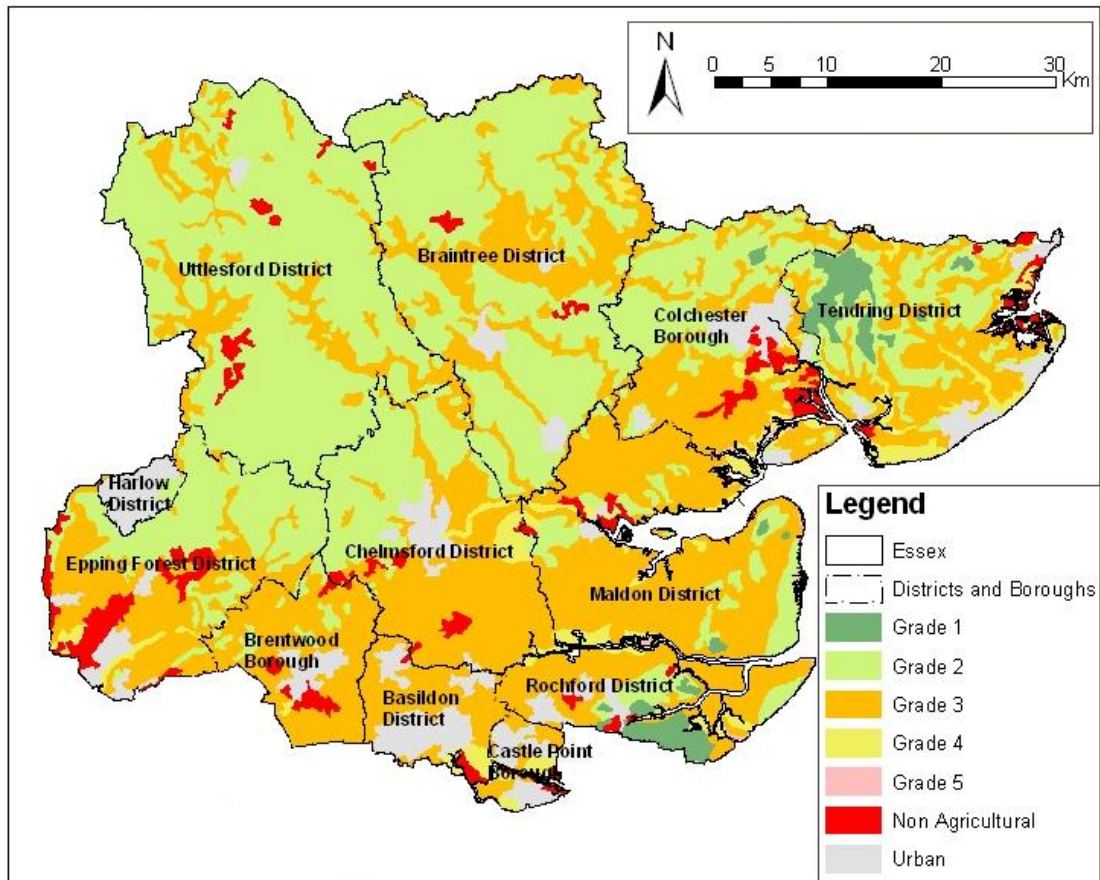 N
0 5 10 20 30
Km
Uttlesford District
Braintree District
Colchester
Borough
Tendring District
Harlow
District
Epping Forest District
Chelmsford District
Maldon District
Brentwood
Borough
Basildon
District
Rochford District
Castle Point
Borough
Legend
Essex
Districts and Boroughs
Grade 1
Grade 2
Grade 3
Grade 4
Grade 5
Non Agricultural
Urban